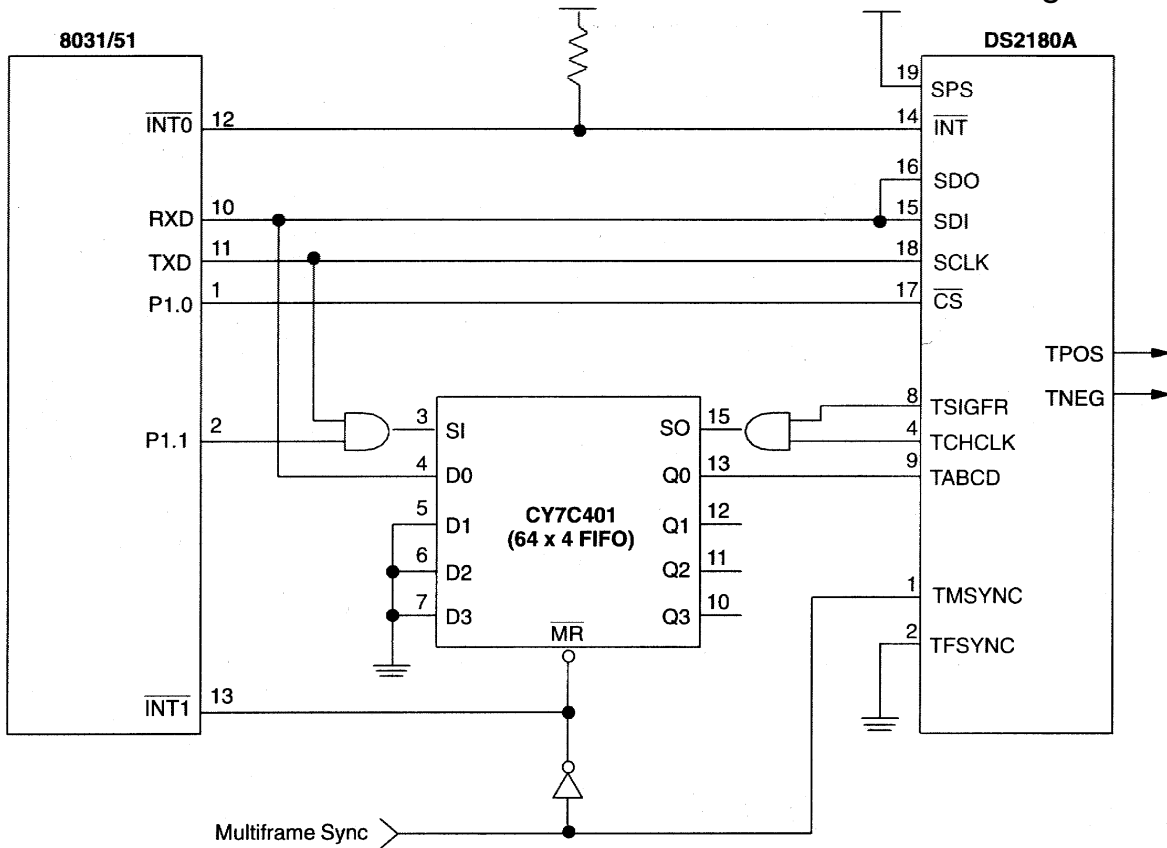 8031/51
INT0 12
RXD 10
TXD 11
P1.0 1
P1.1 2
INT1 13
DS2180A
19 SPS
14 INT
16 SDO
15 SDI
18 SCLK
17 CS
TPOS
TNEG
8 TSIGFR
4 TCHCLK
9 TABCD
1 TMSYNC
2 TFSYNC
3 SI
4 D0
5 D1
6 D2
7 D3
CY7C401
(64 x 4 FIFO)
SO 15
Q0 13
Q1 12
Q2 11
Q3 10
MR
Multiframe Sync